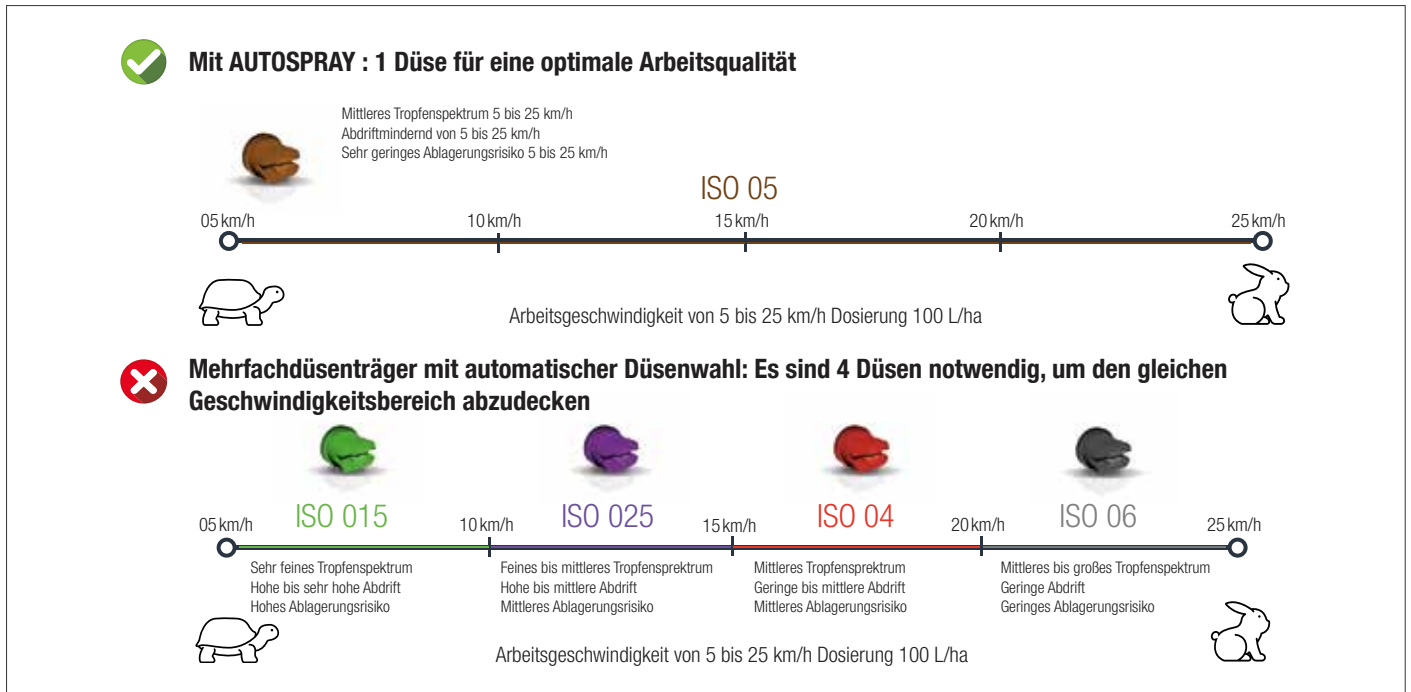 Mit AUTOSPRAY : 1 Düse für eine optimale Arbeitsqualität
Mittleres Tropfenspektrum 5 bis 25 km/h
Abdriftmindernd von 5 bis 25 km/h
Sehr geringes Ablagerungsrisiko 5 bis 25 km/h
ISO 05
05 km/h 10 km/h 15 km/h 20 km/h 25 km/h
Arbeitsgeschwindigkeit von 5 bis 25 km/h Dosierung 100 L/ha
Mehrfachdüsenträger mit automatischer Düsenwahl: Es sind 4 Düsen notwendig, um den gleichen
Geschwindigkeitsbereich abzudecken
05 km/h ISO 015 10 km/h ISO 025 15 km/h ISO 04 20 km/h ISO 06 25 km/h
Sehr feines Tropfenspektrum
Hohe bis sehr hohe Abdrift
Hohes Ablagerungsrisiko
Feines bis mittleres Tropfensprektrum
Hohe bis mittlere Abdrift
Mittleres Ablagerungsrisiko
Mittleres Tropfensprektrum
Geringe bis mittlere Abdrift
Mittleres Ablagerungsrisiko
Mittleres bis großes Tropfenspektrum
Geringe Abdrift
Geringes Ablagerungsrisiko
Arbeitsgeschwindigkeit von 5 bis 25 km/h Dosierung 100 L/ha